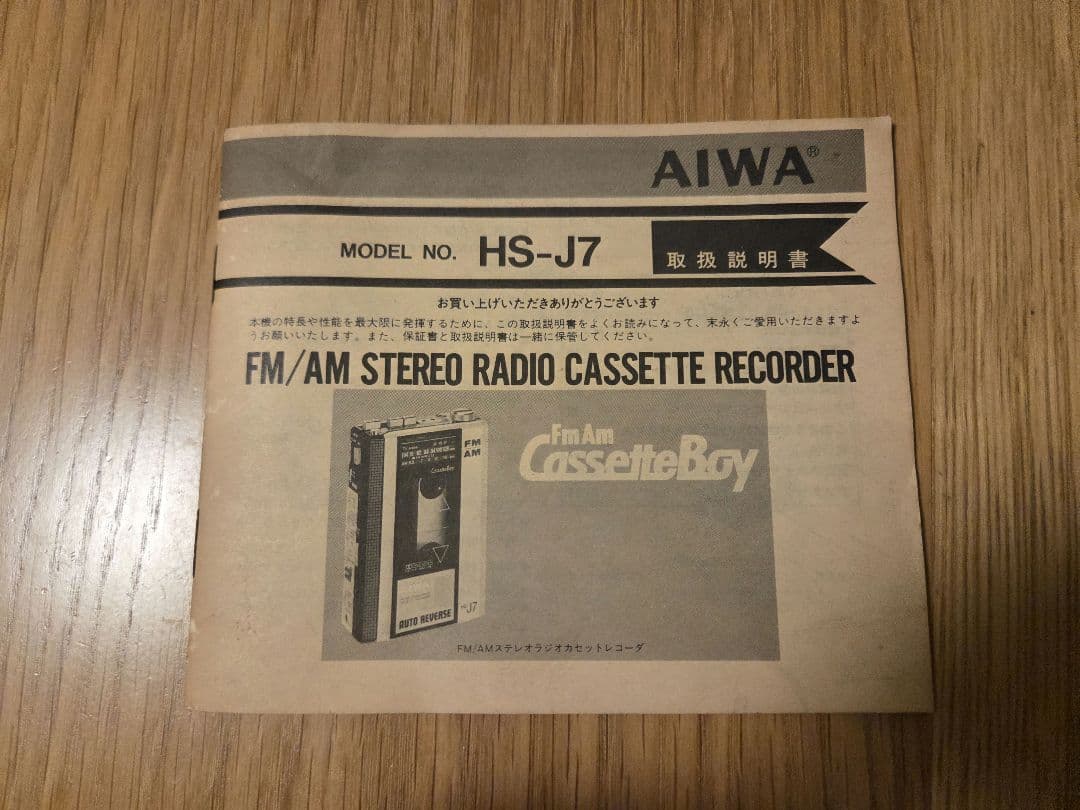 AIWA®
MODEL NO. HS-J7
取扱説明書
お買い上げいただきありがとうございます
本機の特長や性能を最大限に発揮するために、この取扱説明書をよくお読みになって、末永くご愛用いただきますよ
うお願いいたします。また、保証書と取扱説明書は一緒に保管してください。
FM/AM STEREO RADIO CASSETTE RECORDER
FmAm
CassetteBoy
FM
AM
CassetteBoy
AUTO REVERSE
HS-J7
FM/AMステレオラジオカセットレコーダ